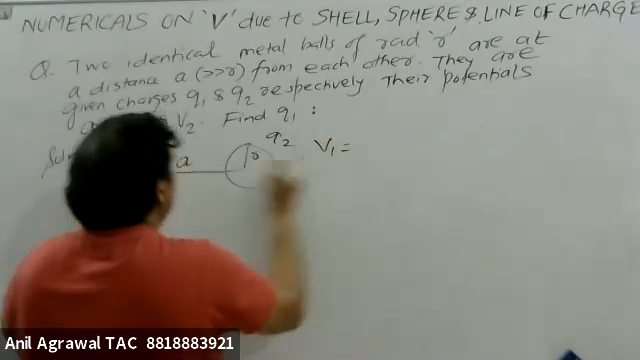 NUMERICALS ON 'V' due to SHELL, SPHERE & LINE OF CHARGE
Q. Two identical metal balls of rad 'r' are at
a distance a (>>r) from each other. They are
given charges q1 & q2 respectively Their potentials
V2. Find q1 :
a r q2 V1 =
Anil Agrawal TAC 8818883921